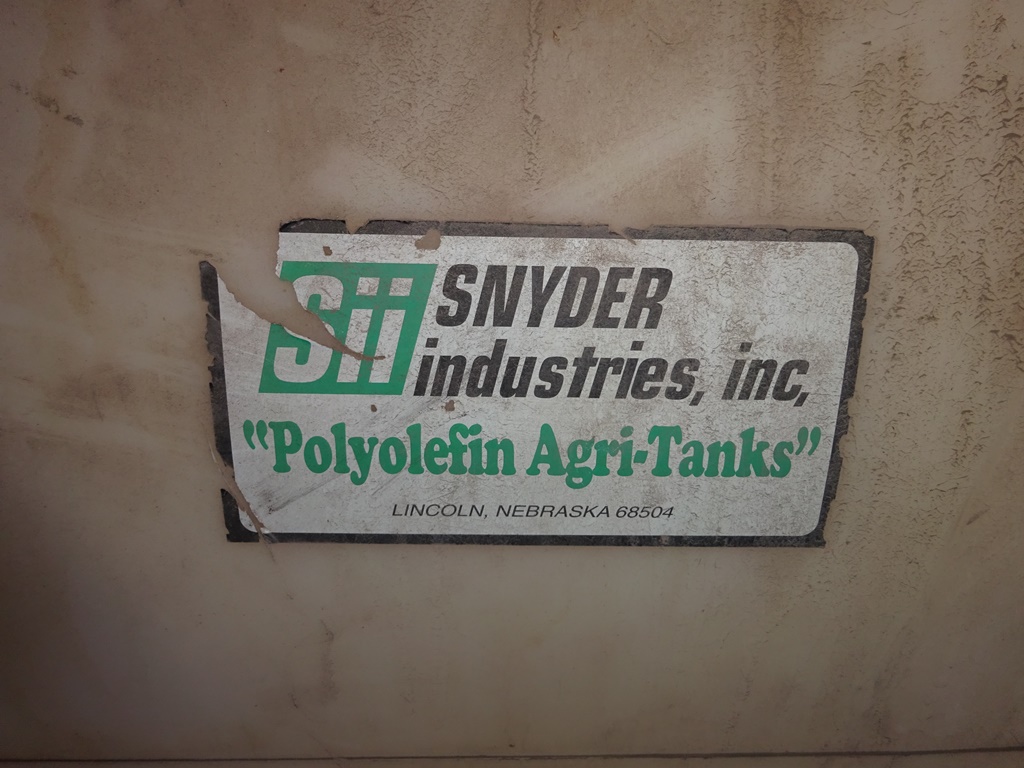 Sii SNYDER
industries, inc,
“Polyolefin Agri-Tanks”
LINCOLN, NEBRASKA 68504